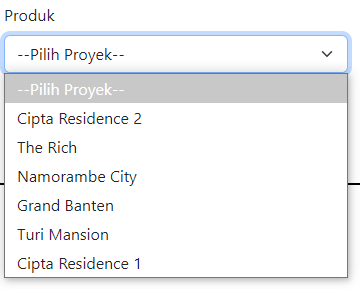 Produk
--Pilih Proyek--
--Pilih Proyek--
Cipta Residence 2
The Rich
Namorambe City
Grand Banten
Turi Mansion
Cipta Residence 1